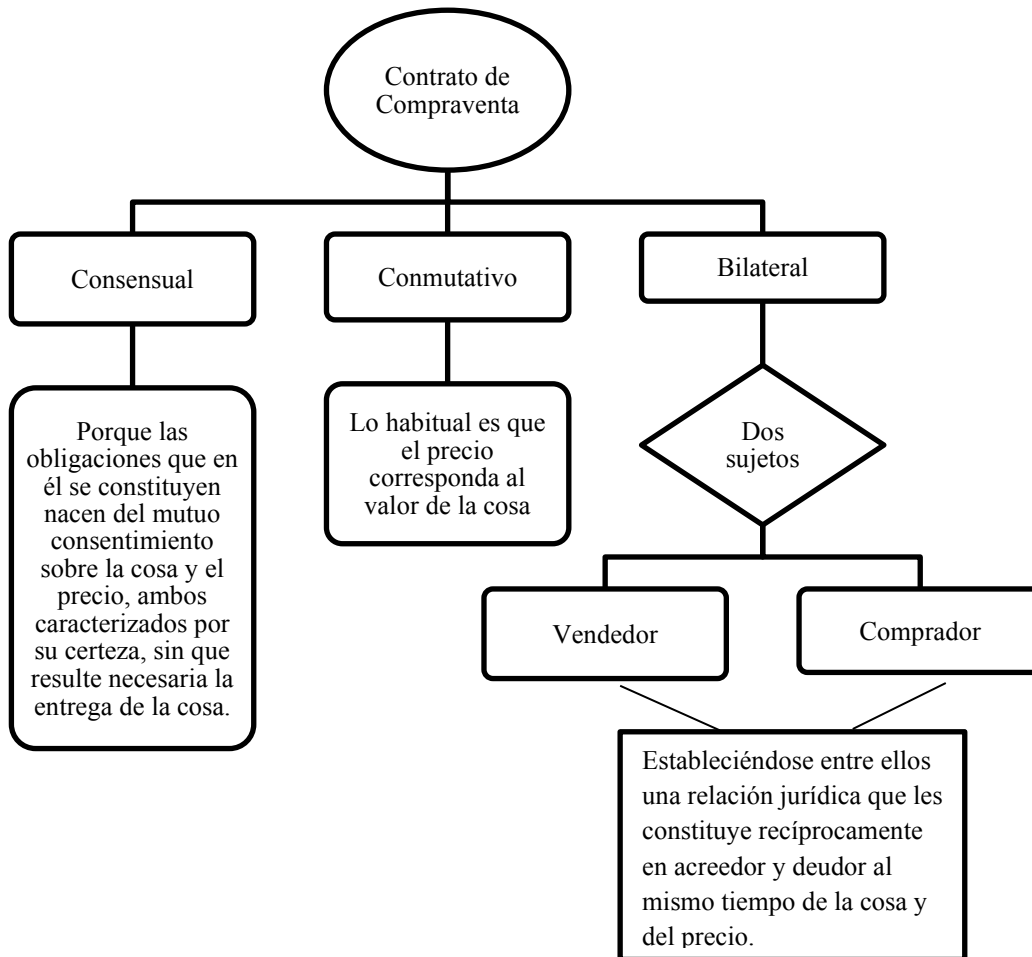 Contrato de
Compraventa
Consensual
Conmutativo
Bilateral
Porque las
obligaciones que en
él se constituyen
nacen del mutuo
consentimiento
sobre la cosa y el
precio, ambos
caracterizados por
su certeza, sin que
resulte necesaria la
entrega de la cosa.
Lo habitual es que
el precio
corresponda al
valor de la cosa
Dos
sujetos
Vendedor
Comprador
Estableciéndose entre ellos
una relación jurídica que les
constituye recíprocamente
en acreedor y deudor al
mismo tiempo de la cosa y
del precio.